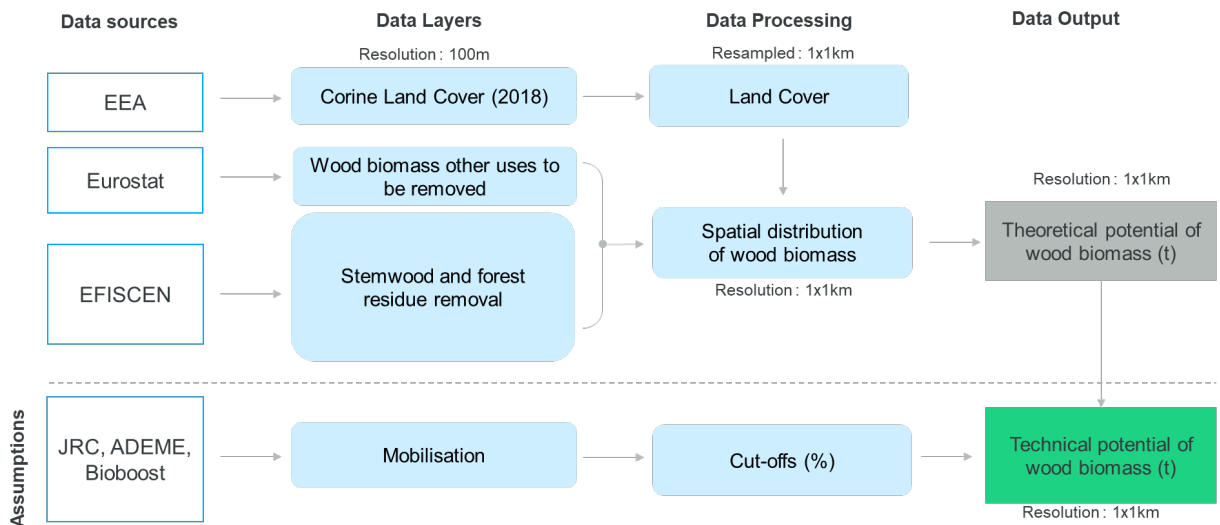 Data sources
Data Layers
Data Processing
Data Output
Resolution : 100m
Resampled : 1x1km
EEA
Corine Land Cover (2018)
Land Cover
Eurostat
Wood biomass other uses to
be removed
Resolution : 1x1km
EFISCEN
Stemwood and forest
residue removal
Spatial distribution
of wood biomass
Resolution : 1x1km
Theoretical potential of
wood biomass (t)
Assumptions
JRC, ADEME,
Bioboost
Mobilisation
Cut-offs (%)
Technical potential of
wood biomass (t)
Resolution : 1x1km